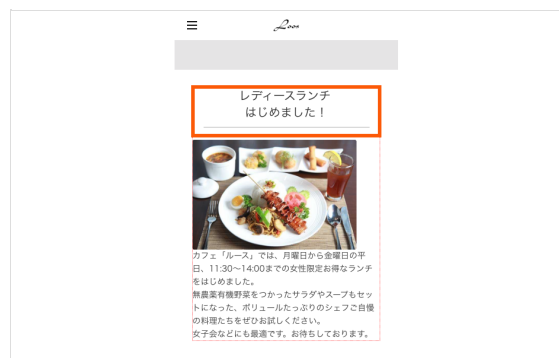 Loos
レディースランチ
はじめました！
カフェ「ルース」では、月曜日から金曜日の平
日、11:30〜14:00までの女性限定お得なランチ
をはじめました。
無農薬有機野菜をつかったサラダやスープもセッ
トになった、ボリュールたっぷりのシェフご自慢
の料理たちをぜひお試しください。
女子会などにも最適です。お待ちしております。